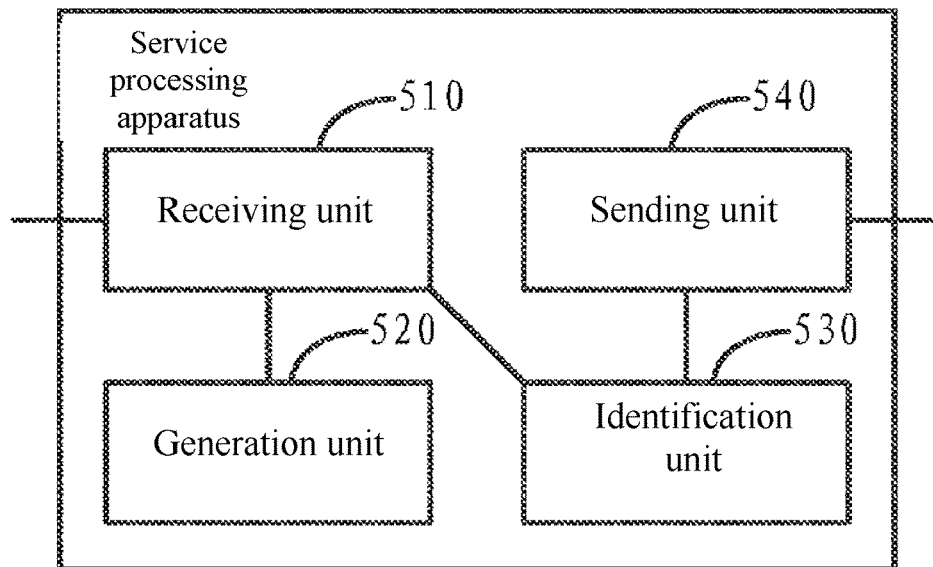 Service
processing
apparatus
510
540
Receiving unit
Sending unit
520
530
Generation unit
Identification
unit